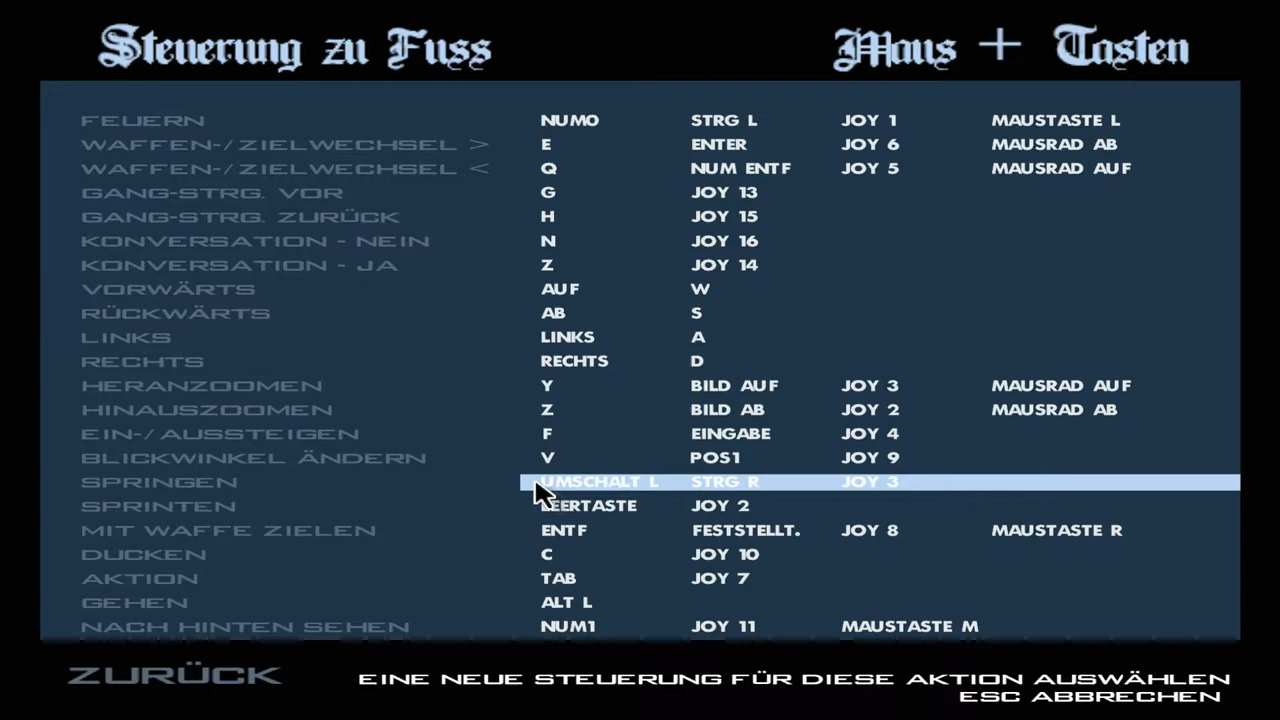 Steuerung zu Fuss Maus + Tasten
FEUERN NUM0 STRG L JOY 1 MAUSTASTE L
WAFFEN-/ZIELWECHSEL > E ENTER JOY 6 MAUSRAD AB
WAFFEN-/ZIELWECHSEL < Q NUM ENTF JOY 5 MAUSRAD AUF
GANG-STRG. VOR G JOY 13
GANG-STRG. ZURÜCK H JOY 15
KONVERSATION - NEIN N JOY 16
KONVERSATION - JA Z JOY 14
VORWÄRTS AUF W
RÜCKWÄRTS AB S
LINKS LINKS A
RECHTS RECHTS D
HERANZOOMEN Y BILD AUF JOY 3 MAUSRAD AUF
HINAUSZOOMEN Z BILD AB JOY 2 MAUSRAD AB
EIN-/AUSSTEIGEN F EINGABE JOY 4
BLICKWINKEL ÄNDERN V POS1 JOY 9
SPRINGEN UMSCHALT L STRG R JOY 3
SPRINTEN LEERTASTE JOY 2
MIT WAFFE ZIELEN ENTF FESTSTELLT. JOY 8 MAUSTASTE R
DUCKEN C JOY 10
AKTION TAB JOY 7
GEHEN ALT L
NACH HINTEN SEHEN NUM1 JOY 11 MAUSTASTE M
ZURÜCK EINE NEUE STEUERUNG FÜR DIESE AKTION AUSWÄHLEN
ESC ABBRECHEN